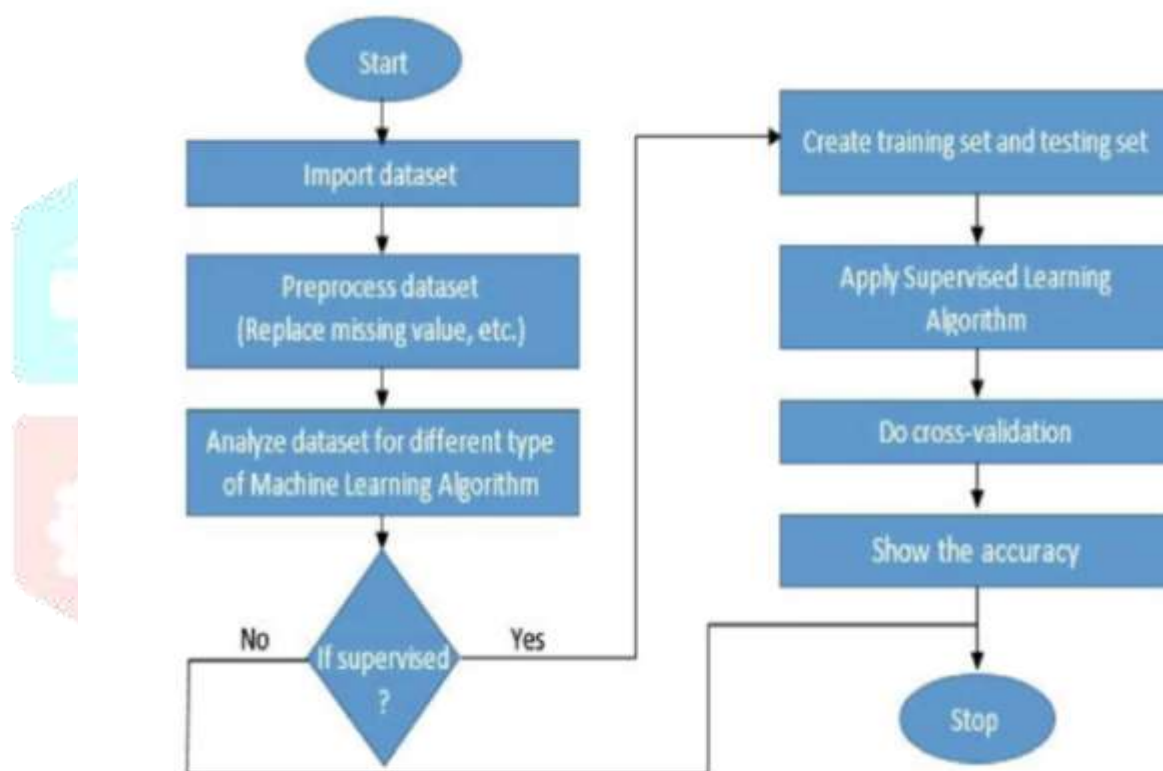 Start
Import dataset
Preprocess dataset
(Replace missing value, etc.)
Analyze dataset for different type
of Machine Learning Algorithm
If supervised
?
No
Yes
Create training set and testing set
Apply Supervised Learning
Algorithm
Do cross-validation
Show the accuracy
Stop